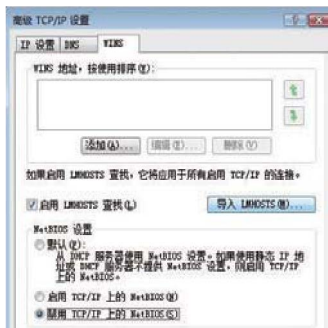 高级 TCP/IP 设置
IP 设置 DNS WINS
WINS 地址，按使用排序(Y):
添加(A)... 编辑(E)... 删除(V)
如果启用 LMHOSTS 查找，它将应用于所有启用 TCP/IP 的连接。
启用 LMHOSTS 查找(L) 导入 LMHOSTS(M)...
NetBIOS 设置
默认(F):
从 DHCP 服务器使用 NetBIOS 设置。如果使用静态 IP 地
址或 DHCP 服务器不提供 NetBIOS 设置，则启用 TCP/IP
上的 NetBIOS。
启用 TCP/IP 上的 NetBIOS(N)
禁用 TCP/IP 上的 NetBIOS(S)